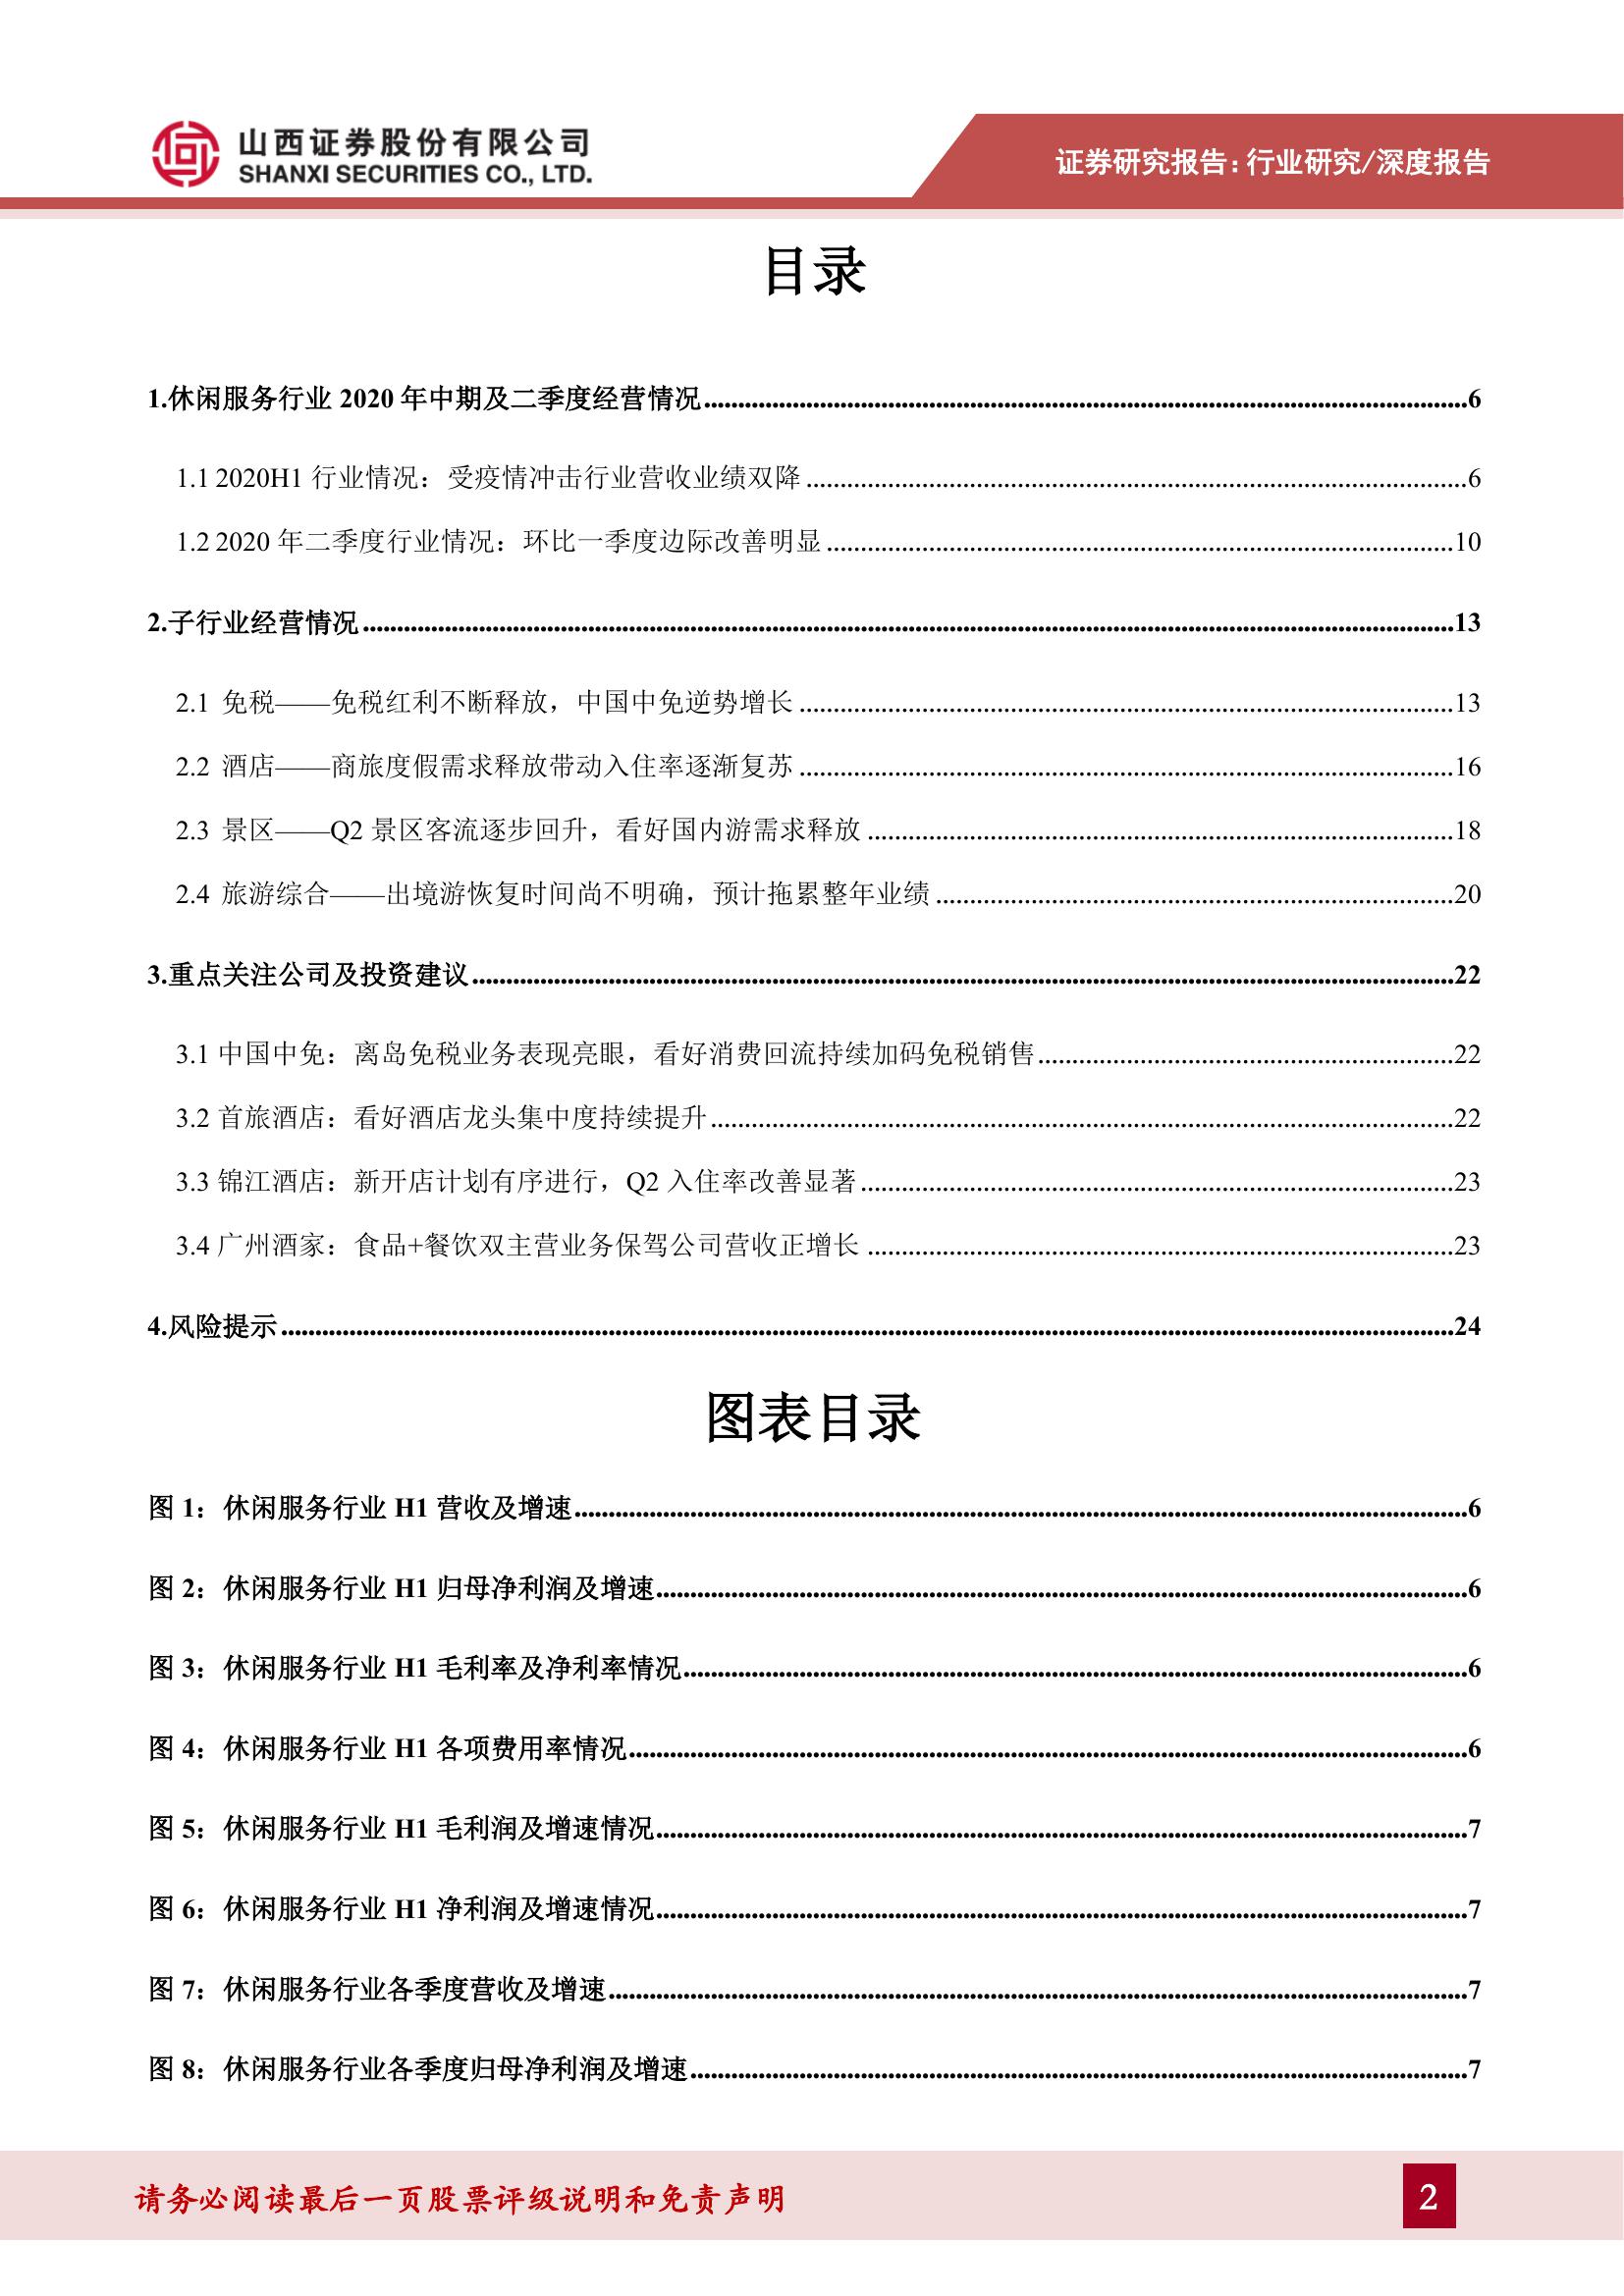 山西证券股份有限公司
SHANXI SECURITIES CO., LTD.
证券研究报告：行业研究/深度报告
目录
1.休闲服务行业 2020 年中期及二季度经营情况 6
1.1 2020H1 行业情况：受疫情冲击行业营收业绩双降 6
1.2 2020 年二季度行业情况：环比一季度边际改善明显 10
2.子行业经营情况 13
2.1 免税——免税红利不断释放，中国中免逆势增长 13
2.2 酒店——商旅度假需求释放带动入住率逐渐复苏 16
2.3 景区——Q2 景区客流逐步回升，看好国内游需求释放 18
2.4 旅游综合——出境游恢复时间尚不明确，预计拖累整年业绩 20
3.重点关注公司及投资建议 22
3.1 中国中免：离岛免税业务表现亮眼，看好消费回流持续加码免税销售 22
3.2 首旅酒店：看好酒店龙头集中度持续提升 22
3.3 锦江酒店：新开店计划有序进行，Q2 入住率改善显著 23
3.4 广州酒家：食品+餐饮双主营业务保驾公司营收正增长 23
4.风险提示 24
图表目录
图 1：休闲服务行业 H1 营收及增速 6
图 2：休闲服务行业 H1 归母净利润及增速 6
图 3：休闲服务行业 H1 毛利率及净利率情况 6
图 4：休闲服务行业 H1 各项费用率情况 6
图 5：休闲服务行业 H1 毛利润及增速情况 7
图 6：休闲服务行业 H1 净利润及增速情况 7
图 7：休闲服务行业各季度营收及增速 7
图 8：休闲服务行业各季度归母净利润及增速 7
请务必阅读最后一页股票评级说明和免责声明
2